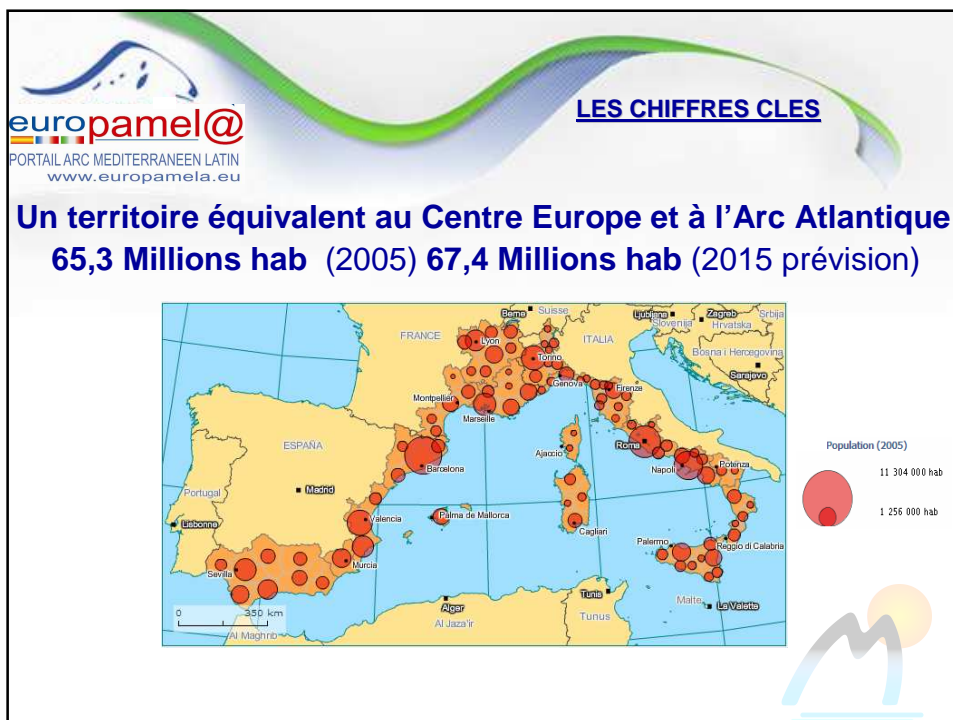 LES CHIFFRES CLES
europamel@
PORTAIL ARC MEDITERRANEEN LATIN
www.europamela.eu
Un territoire équivalent au Centre Europe et à l'Arc Atlantique
65,3 Millions hab (2005) 67,4 Millions hab (2015 prévision)
Berne
Suisse
Ljubljana
Zagreb
Srbija
Slovenija
Hrvatska
FRANCE
Lyon
ITALIA
Torino
Bosna i Hercegovina
Sarajevo
Genova
Firenze
Montpellier
Marseille
ESPAÑA
Ajaccio
Roma
Barcelona
Napoli
Potenza
Madrid
Portugal
Lisbonne
Valencia
Palma de Mallorca
Cagliari
Palermo
Reggio di Calabria
Sevilla
Murcia
Tunis
0 350 km
Alger
Malte
La Valette
Al Maghrib
Al Jaza'ir
Tunus
Population (2005)
11 304 000 hab
1 256 000 hab